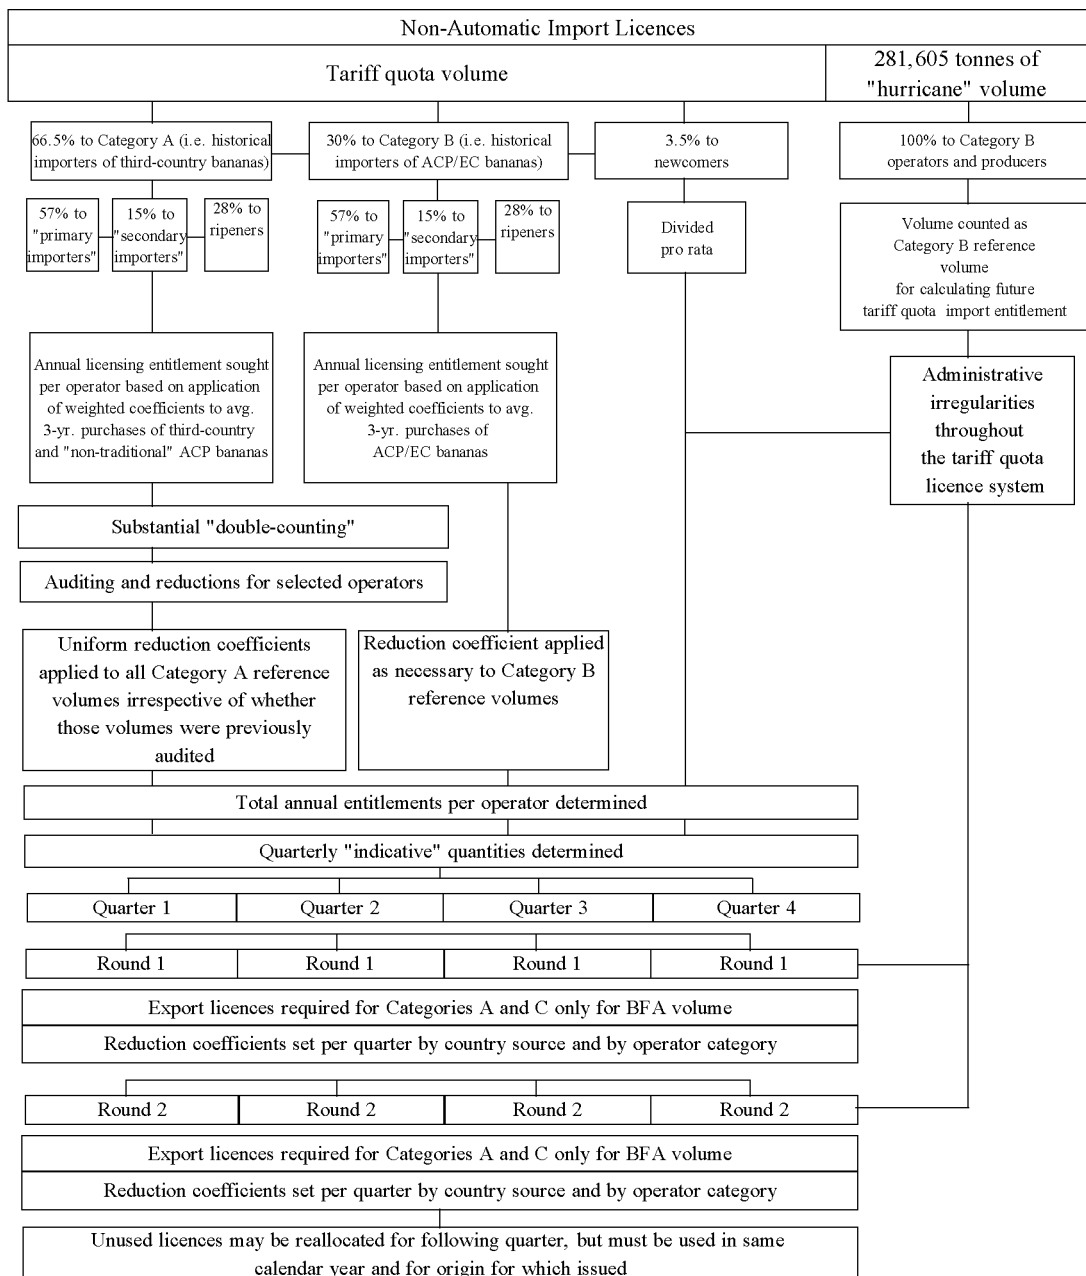 Non-Automatic Import Licences
Tariff quota volume
281,605 tonnes of
"hurricane" volume
66.5% to Category A (i.e. historical
importers of third-country bananas)
30% to Category B (i.e. historical
importers of ACP/EC bananas)
3.5% to
newcomers
100% to Category B
operators and producers
57% to
"primary
importers"
15% to
"secondary
importers"
28% to
ripeners
57% to
"primary
importers"
15% to
"secondary
importers"
28% to
ripeners
Divided
pro rata
Volume counted as
Category B reference
volume
for calculating future
tariff quota import entitlement
Annual licensing entitlement sought
per operator based on application
of weighted coefficients to avg.
3-yr. purchases of third-country
and "non-traditional" ACP bananas
Annual licensing entitlement sought
per operator based on application
of weighted coefficients to avg.
3-yr. purchases of
ACP/EC bananas
Administrative
irregularities
throughout
the tariff quota
licence system
Substantial "double-counting"
Auditing and reductions for selected operators
Uniform reduction coefficients
applied to all Category A reference
volumes irrespective of whether
those volumes were previously
audited
Reduction coefficient applied
as necessary to Category B
reference volumes
Total annual entitlements per operator determined
Quarterly "indicative" quantities determined
Quarter 1
Quarter 2
Quarter 3
Quarter 4
Round 1
Round 1
Round 1
Round 1
Export licences required for Categories A and C only for BFA volume
Reduction coefficients set per quarter by country source and by operator category
Round 2
Round 2
Round 2
Round 2
Export licences required for Categories A and C only for BFA volume
Reduction coefficients set per quarter by country source and by operator category
Unused licences may be reallocated for following quarter, but must be used in same
calendar year and for origin for which issued